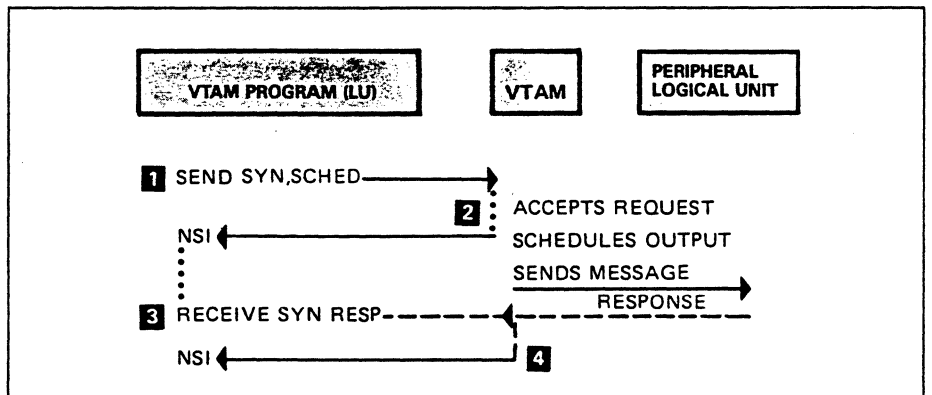 VTAM PROGRAM (LU)
VTAM
PERIPHERAL
LOGICAL UNIT
1 SEND SYN,SCHED
2 ACCEPTS REQUEST
NSI SCHEDULES OUTPUT
SENDS MESSAGE
RESPONSE
3 RECEIVE SYN RESP
NSI 4